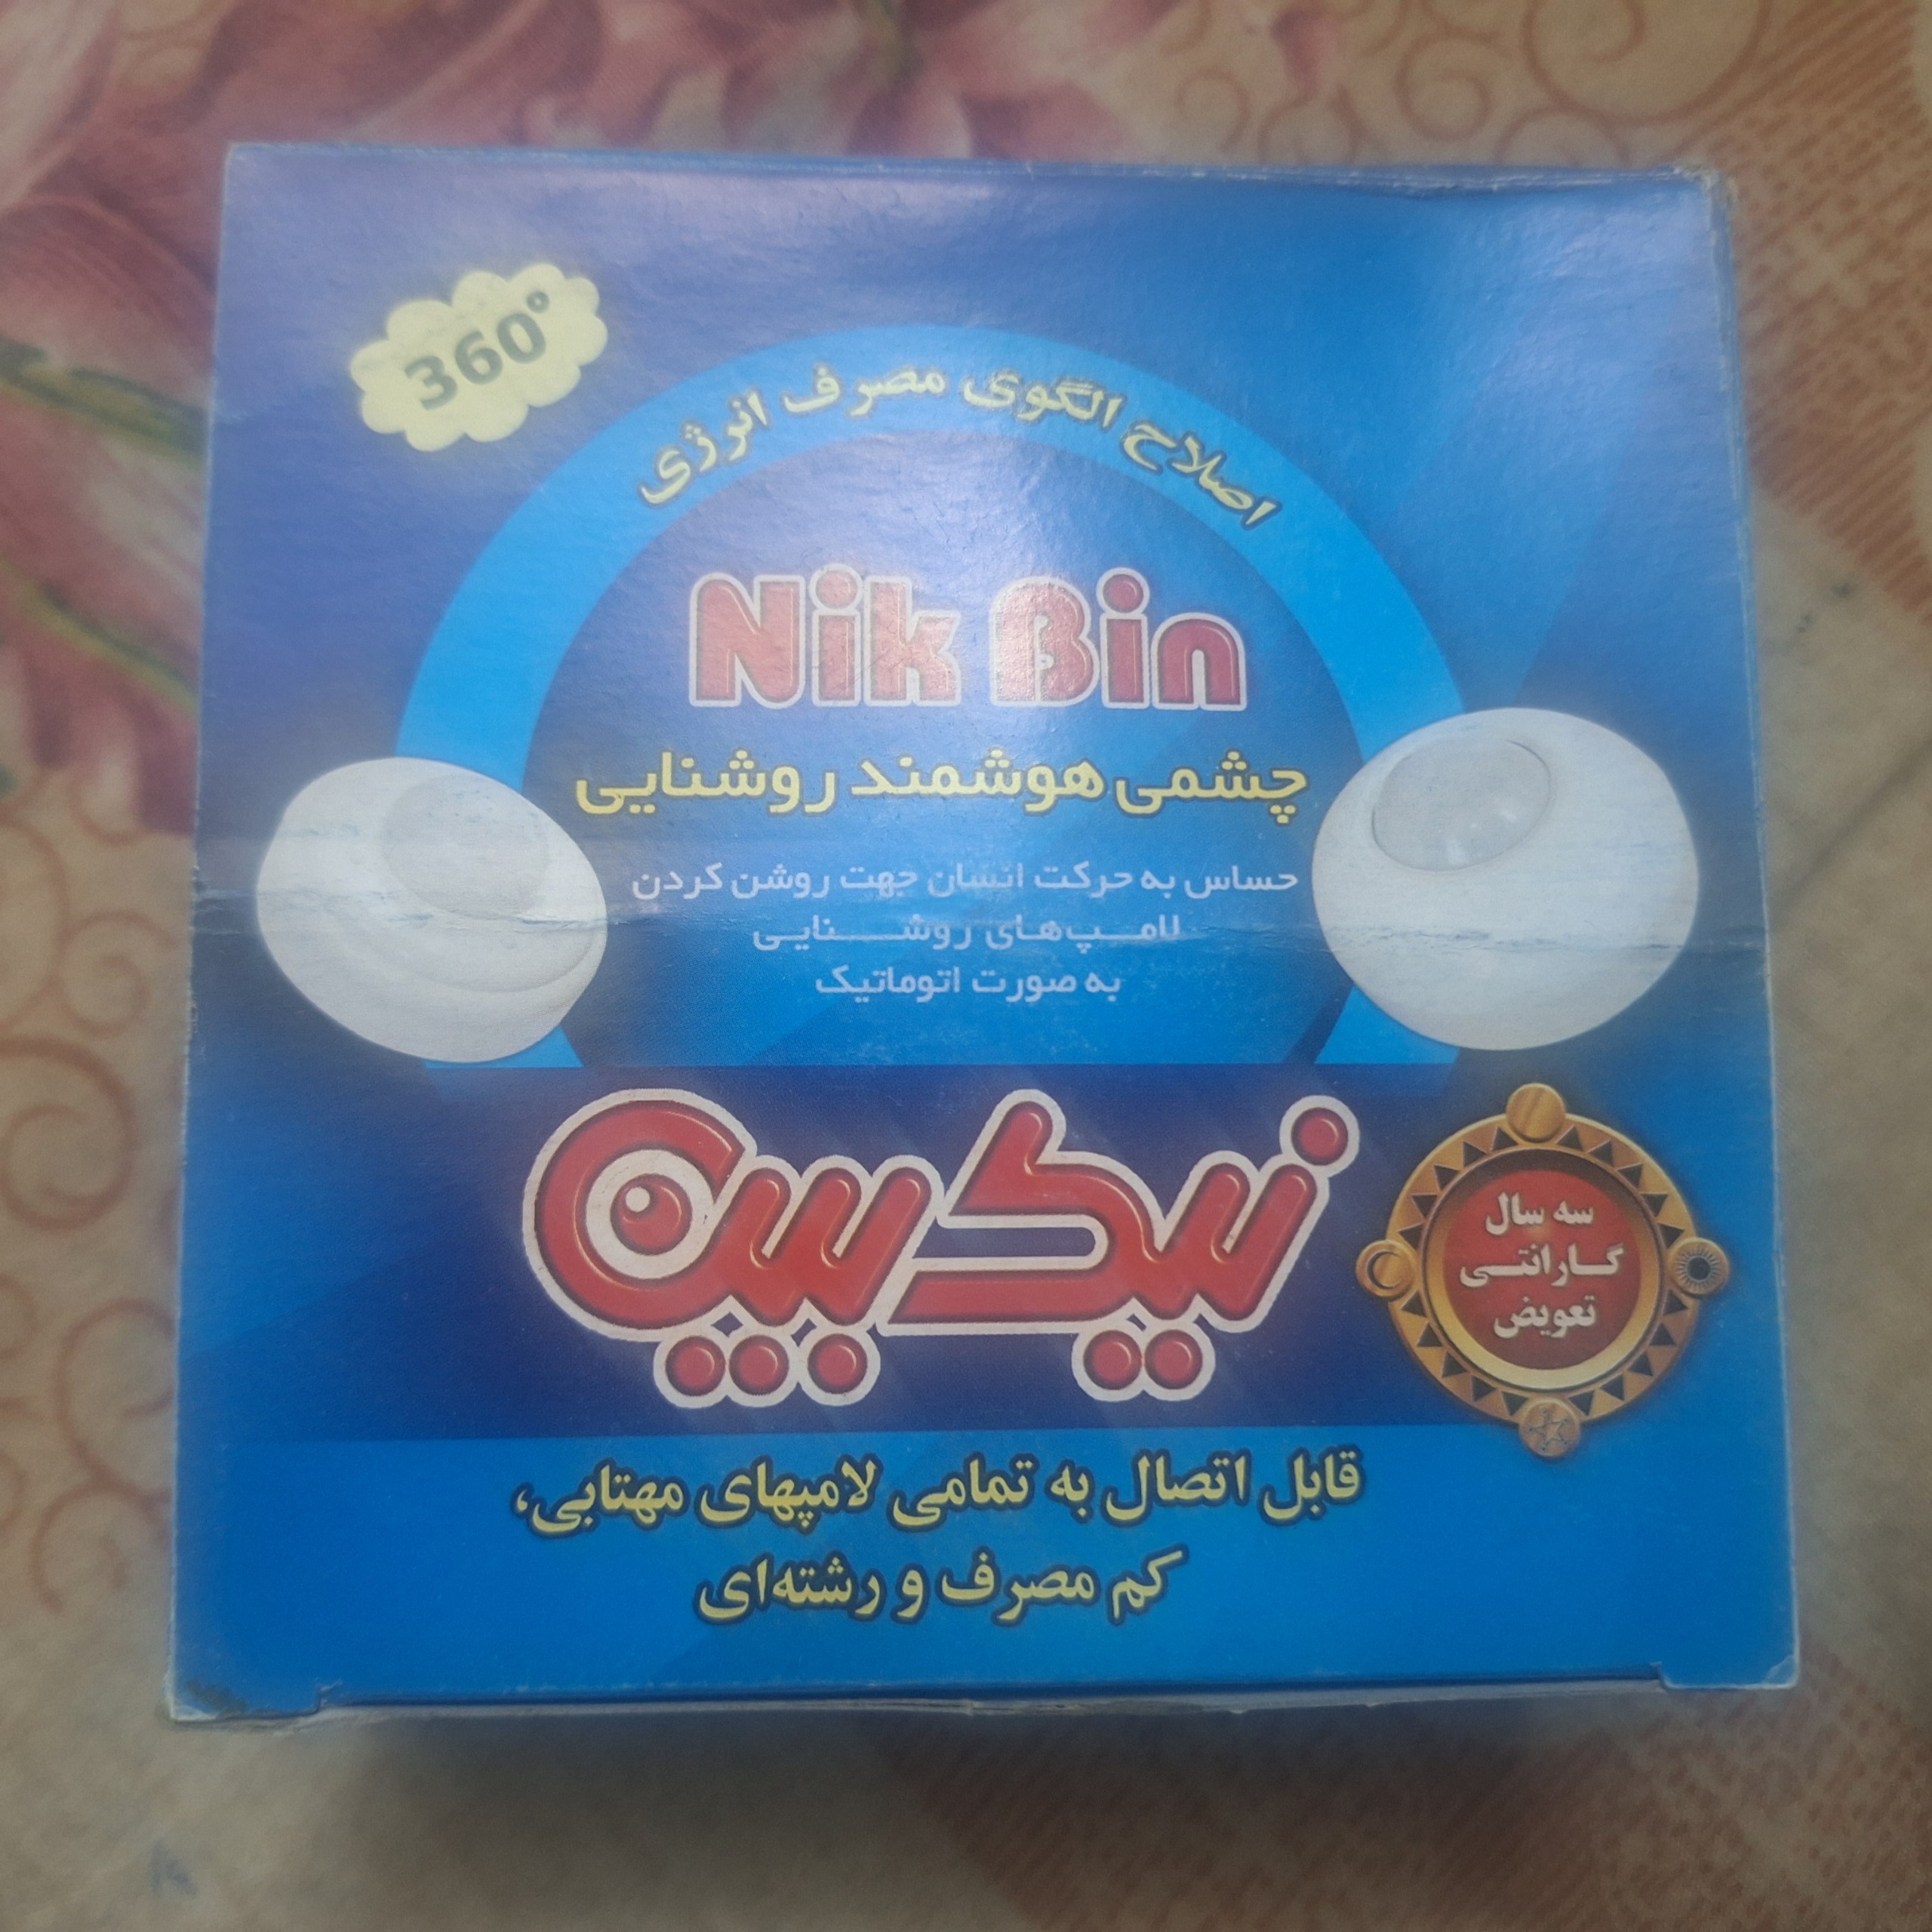 360°
اصلاح الگوی مصرف انرژی
Nik Bin
چشمی هوشمند روشنایی
حساس به حرکت انسان جهت روشن کردن
لامپ‌های روشنایی
به صورت اتوماتیک
نیک بین
سه سال
گارانتی
تعویض
قابل اتصال به تمامی لامپهای مهتابی،
کم مصرف و رشته‌ای